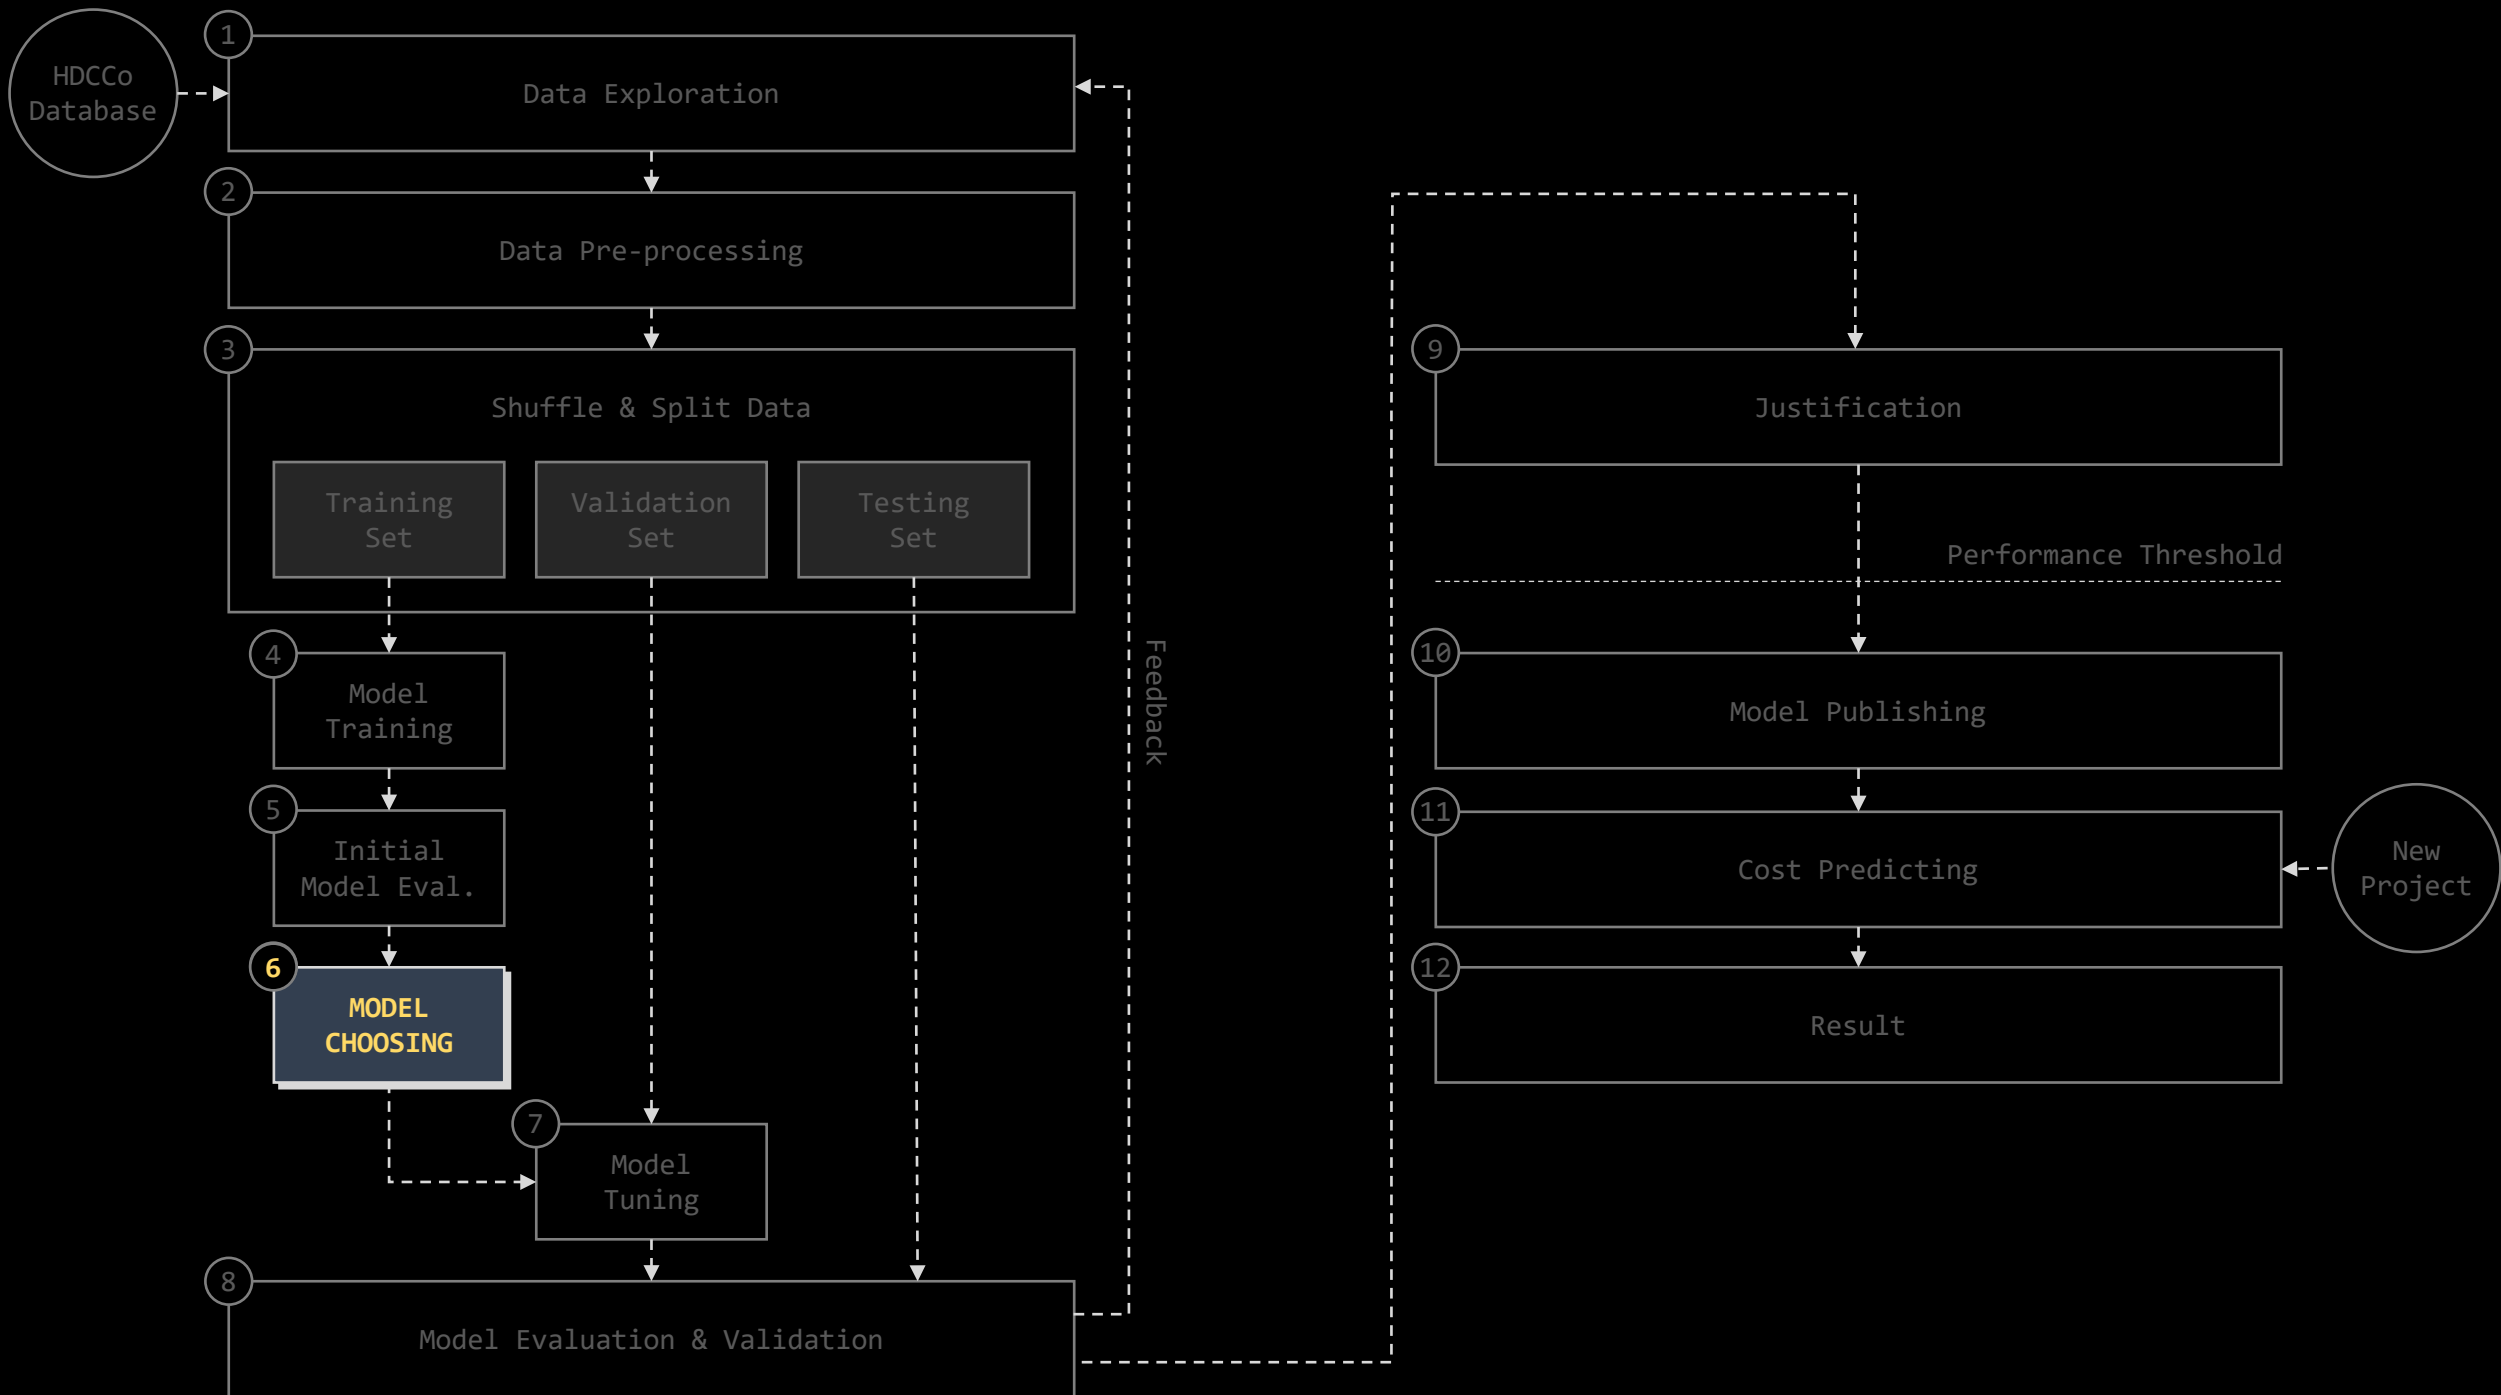 HDCCo
Database
1
Data Exploration
2
Data Pre-processing
3
Shuffle & Split Data
Training
Set
Validation
Set
Testing
Set
4
Model
Training
5
Initial
Model Eval.
6
MODEL
CHOOSING
7
Model
Tuning
8
Model Evaluation & Validation
Feedback
9
Justification
Performance Threshold
10
Model Publishing
11
Cost Predicting
New
Project
12
Result